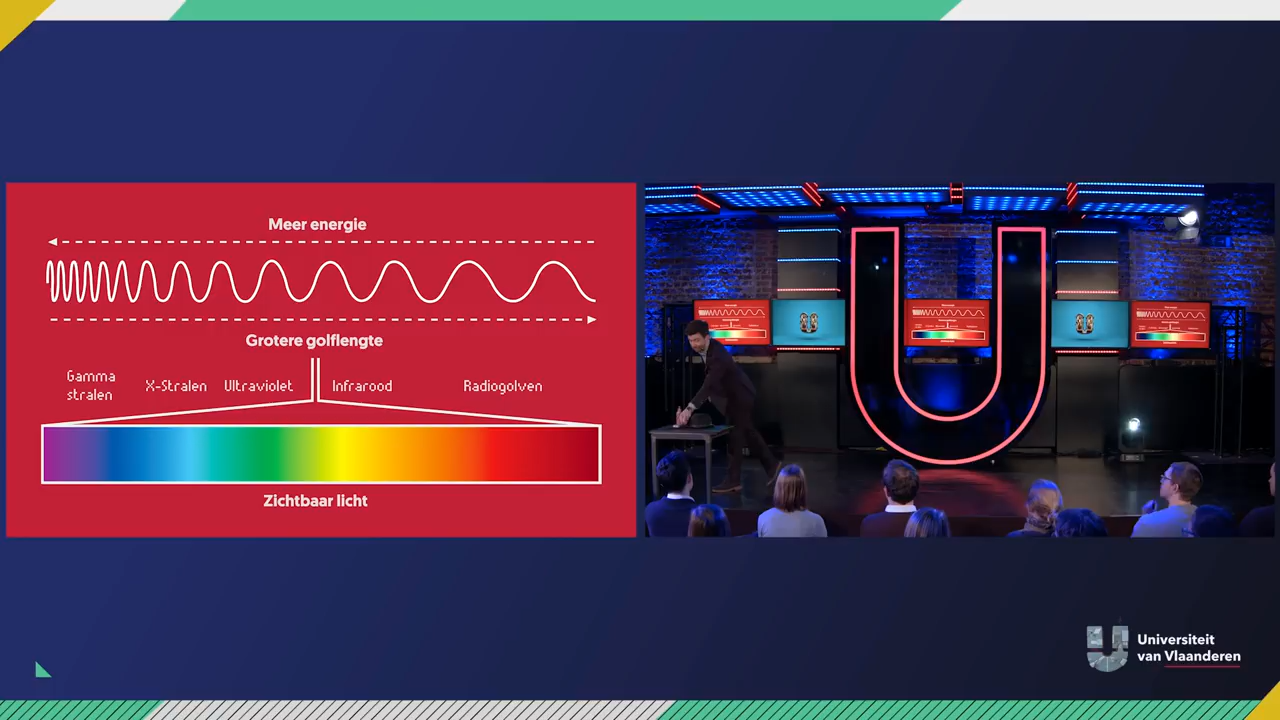 Meer energie
Grotere golflengte
Gamma
stralen
X-Stralen
Ultraviolet
Infrarood
Radiogolven
Zichtbaar licht
Universiteit
van Vlaanderen